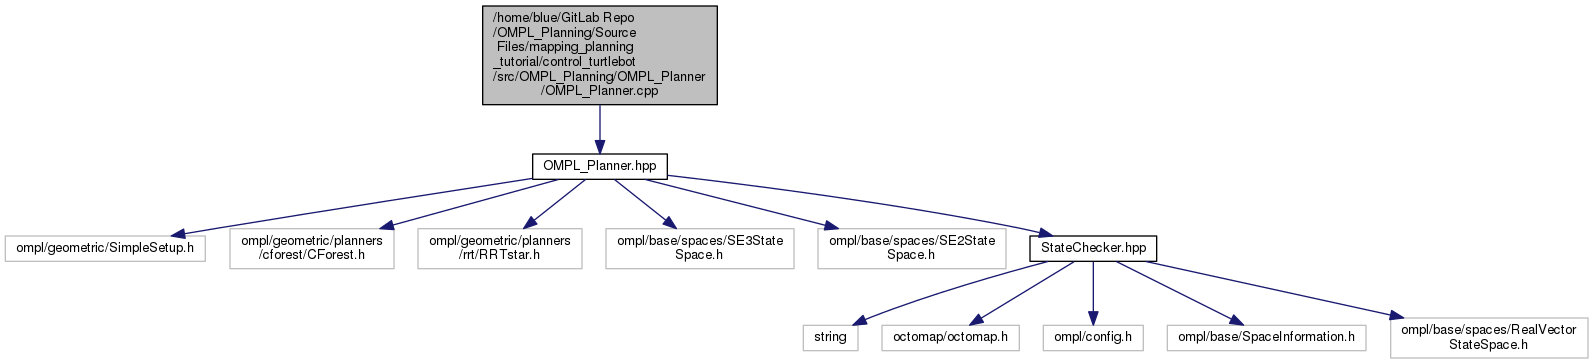 /home/blue/GitLab Repo
/OMPL_Planning/Source
Files/mapping_planning
_tutorial/control_turtlebot
/src/OMPL_Planning/OMPL_Planner
/OMPL_Planner.cpp
OMPL_Planner.hpp
ompl/geometric/SimpleSetup.h
ompl/geometric/planners
/cforest/CForest.h
ompl/geometric/planners
/rrt/RRTstar.h
ompl/base/spaces/SE3State
Space.h
ompl/base/spaces/SE2State
Space.h
StateChecker.hpp
string
octomap/octomap.h
ompl/config.h
ompl/base/SpaceInformation.h
ompl/base/spaces/RealVector
StateSpace.h